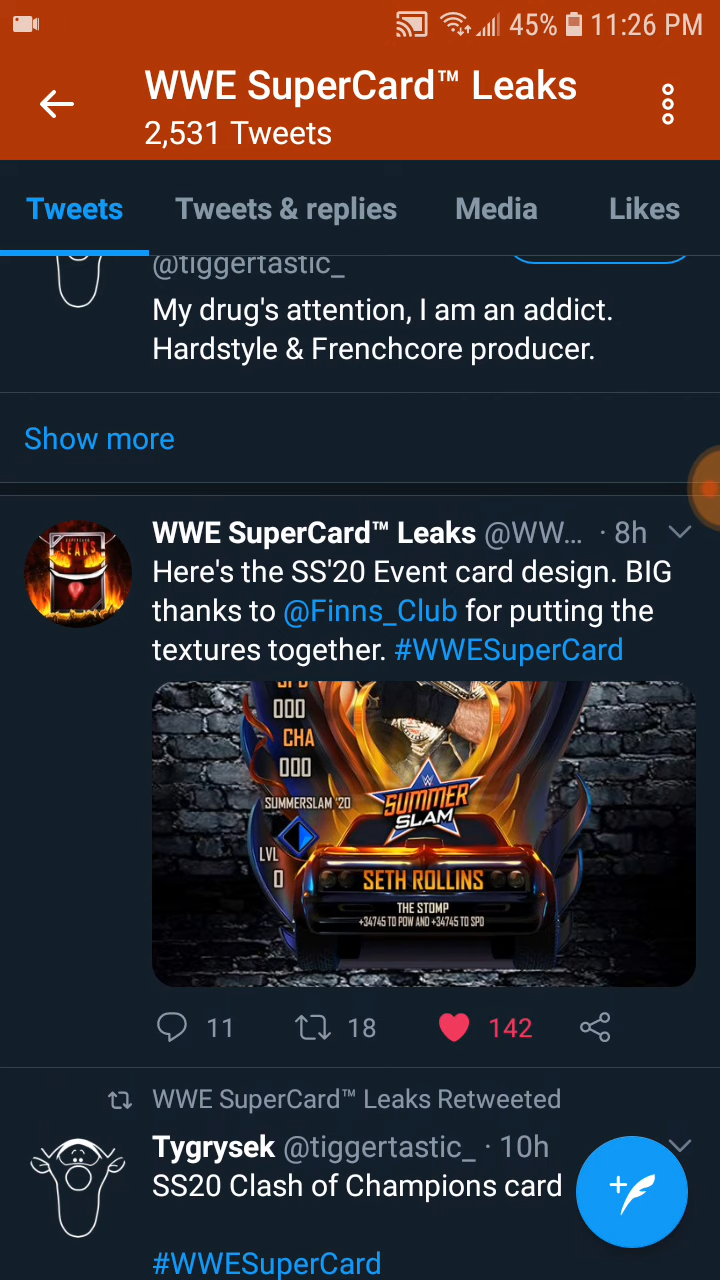 45% 11:26 PM
WWE SuperCard™ Leaks
2,531 Tweets
Tweets Tweets & replies Media Likes
@tiggertastic_
My drug's attention, I am an addict.
Hardstyle & Frenchcore producer.
Show more
WWE SuperCard™ Leaks @WW... · 8h
Here's the SS'20 Event card design. BIG
thanks to @Finns_Club for putting the
textures together. #WWESuperCard
LEAKS
SPD
000
CHA
000
SUMMERSLAM '20
SUMMER
SLAM
LVL
0
SETH ROLLINS
THE STOMP
+34745 TO POW AND +34745 TO SPD
11 18 142
WWE SuperCard™ Leaks Retweeted
Tygrysek @tiggertastic_ · 10h
SS20 Clash of Champions card
#WWESuperCard